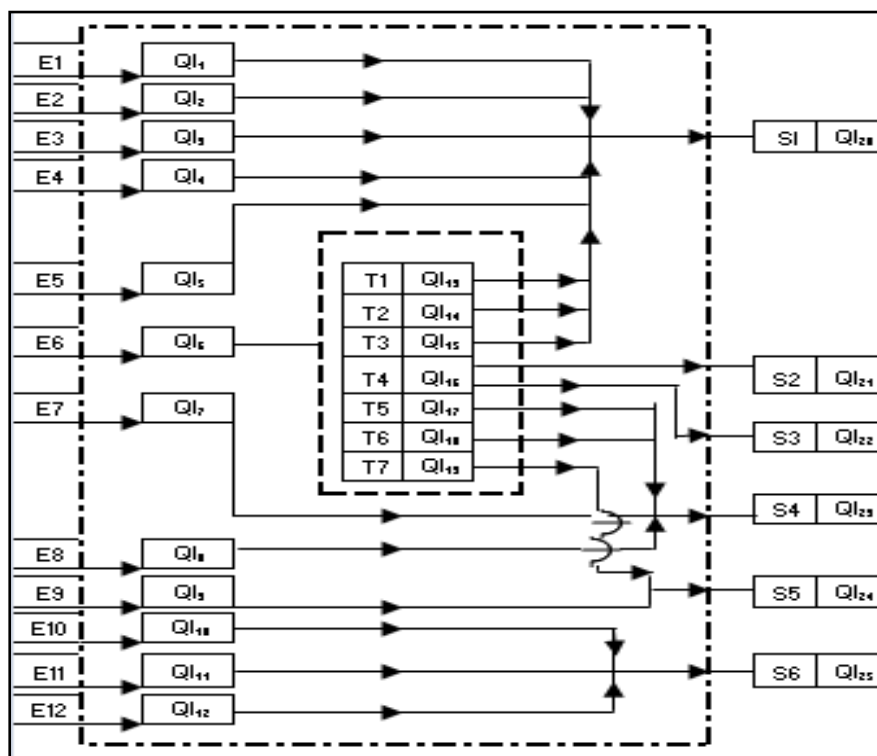 E1 QI₁
E2 QI₂
E3 QI₃ S1 QI₂₀
E4 QI₄
E5 QI₅ T1 QI₁₃
T2 QI₁₄
E6 QI₆ T3 QI₁₅
T4 QI₁₆ S2 QI₂₁
E7 QI₇ T5 QI₁₇
T6 QI₁₈ S3 QI₂₂
T7 QI₁₉
S4 QI₂₃
E8 QI₈
E9 QI₉ S5 QI₂₄
E10 QI₁₀
E11 QI₁₁ S6 QI₂₅
E12 QI₁₂